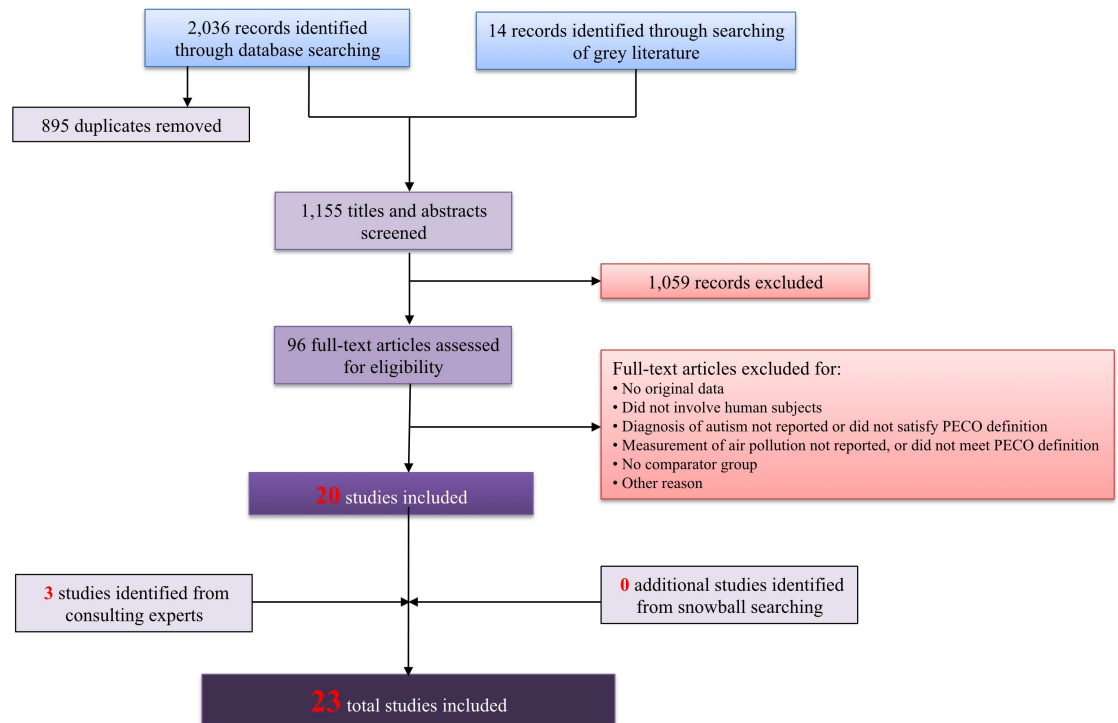 2,036 records identified
through database searching
14 records identified through searching
of grey literature
895 duplicates removed
1,155 titles and abstracts
screened
1,059 records excluded
96 full-text articles assessed
for eligibility
Full-text articles excluded for:
• No original data
• Did not involve human subjects
• Diagnosis of autism not reported or did not satisfy PECO definition
• Measurement of air pollution not reported, or did not meet PECO definition
• No comparator group
• Other reason
20 studies included
3 studies identified from
consulting experts
0 additional studies identified
from snowball searching
23 total studies included